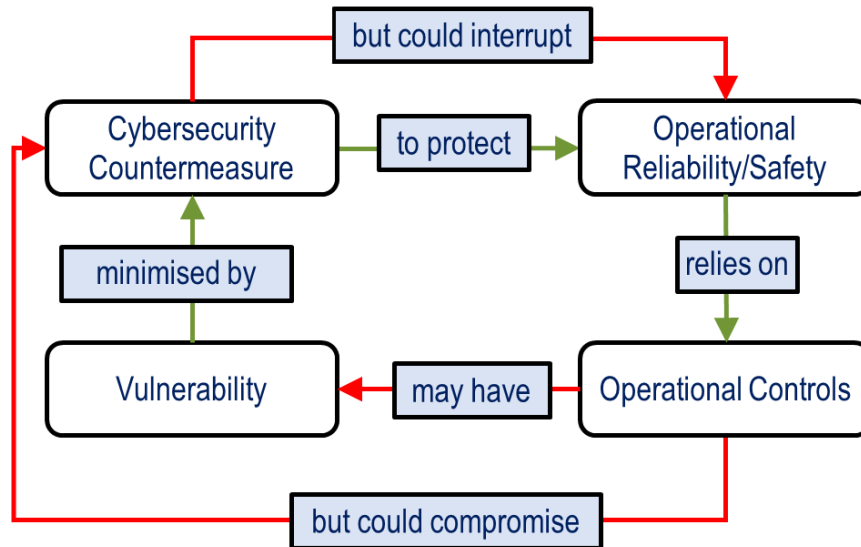 but could interrupt
Cybersecurity
Countermeasure
to protect
Operational
Reliability/Safety
minimised by
relies on
Vulnerability
may have
Operational Controls
but could compromise